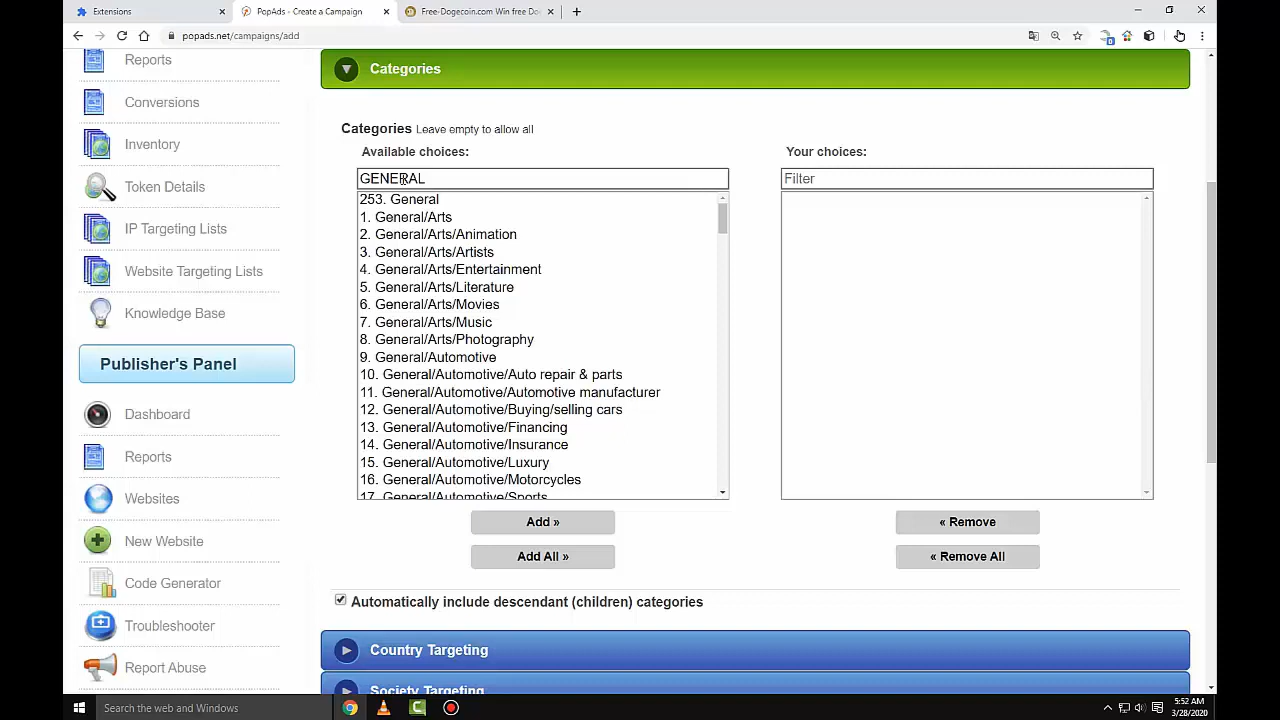 Extensions
PopAds - Create a Campaign
Free-Dogecoin.com Win free Do
popads.net/campaigns/add
Reports
Conversions
Inventory
Token Details
IP Targeting Lists
Website Targeting Lists
Knowledge Base
Publisher's Panel
Dashboard
Reports
Websites
New Website
Code Generator
Troubleshooter
Report Abuse
Categories
Categories Leave empty to allow all
Available choices:
GENERAL
253. General
1. General/Arts
2. General/Arts/Animation
3. General/Arts/Artists
4. General/Arts/Entertainment
5. General/Arts/Literature
6. General/Arts/Movies
7. General/Arts/Music
8. General/Arts/Photography
9. General/Automotive
10. General/Automotive/Auto repair & parts
11. General/Automotive/Automotive manufacturer
12. General/Automotive/Buying/selling cars
13. General/Automotive/Financing
14. General/Automotive/Insurance
15. General/Automotive/Luxury
16. General/Automotive/Motorcycles
17. General/Automotive/Sports
Add »
Add All »
Your choices:
Filter
« Remove
« Remove All
Automatically include descendant (children) categories
Country Targeting
Society Targeting
Search the web and Windows
5:52 AM
3/28/2020